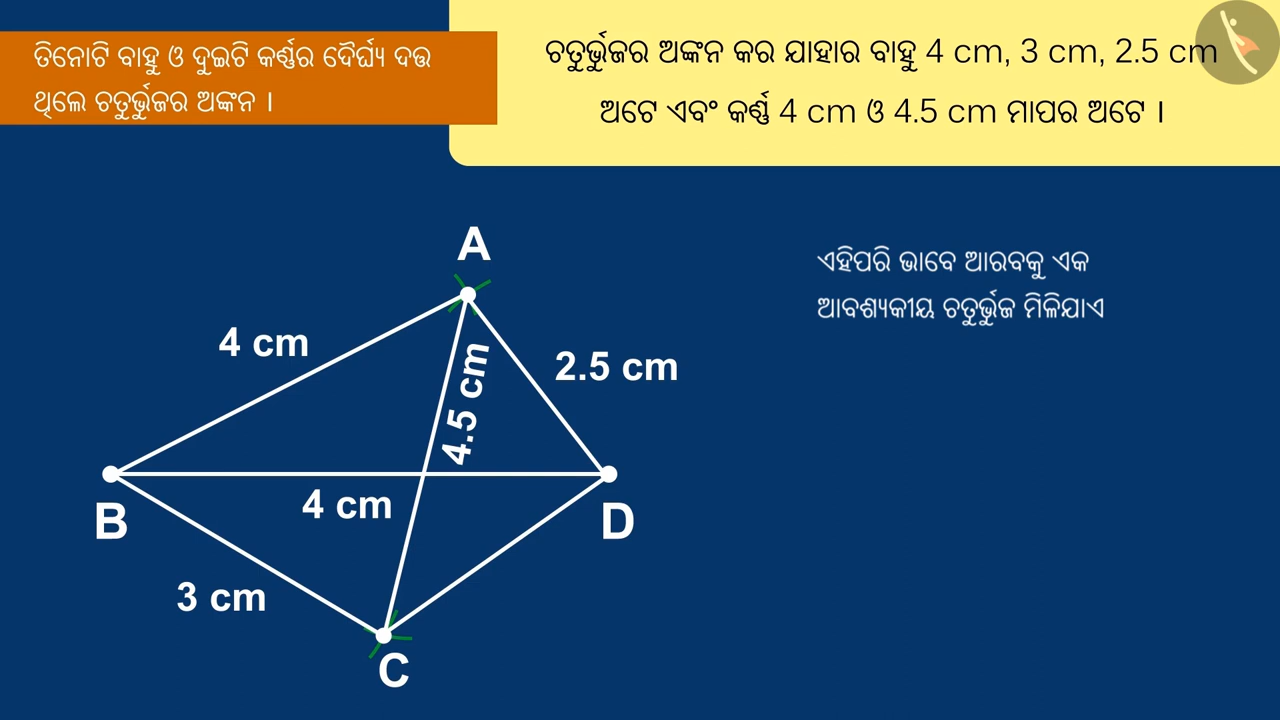 ତିନୋଟି ବାହୁ ଓ ଦୁଇଟି କର୍ଣ୍ଣର ଦୈର୍ଘ୍ୟ ଦତ୍ତ
ଥିଲେ ଚତୁର୍ଭୁଜର ଅଙ୍କନ ।
ଚତୁର୍ଭୁଜର ଅଙ୍କନ କର ଯାହାର ବାହୁ 4 cm, 3 cm, 2.5 cm
ଅଟେ ଏବଂ କର୍ଣ୍ଣ 4 cm ଓ 4.5 cm ମାପର ଅଟେ ।
ଏହିପରି ଭାବେ ଆରବକୁ ଏକ
ଆବଶ୍ୟକୀୟ ଚତୁର୍ଭୁଜ ମିଳିଯାଏ
A
4 cm
2.5 cm
4.5 cm
B
4 cm
D
3 cm
C